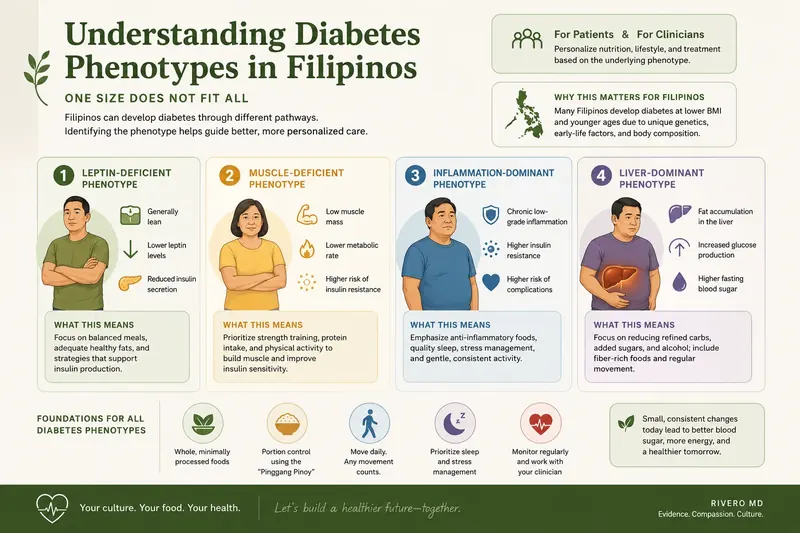 Understanding Diabetes
Phenotypes in Filipinos
ONE SIZE DOES NOT FIT ALL
Filipinos can develop diabetes through different pathways.
Identifying the phenotype helps guide better, more personalized care.
For Patients & For Clinicians
Personalize nutrition, lifestyle, and treatment
based on the underlying phenotype.
WHY THIS MATTERS FOR FILIPINOS
Many Filipinos develop diabetes at lower BMI
and younger ages due to unique genetics,
early-life factors, and body composition.
1 LEPTIN-DEFICIENT
PHENOTYPE
Generally
lean
Lower leptin
levels
Reduced insulin
secretion
WHAT THIS MEANS
Focus on balanced meals,
adequate healthy fats, and
strategies that support
insulin production.
2 MUSCLE-DEFICIENT
PHENOTYPE
Low muscle
mass
Lower metabolic
rate
Higher risk of
insulin resistance
WHAT THIS MEANS
Prioritize strength training, protein
intake, and physical activity to
build muscle and improve
insulin sensitivity.
3 INFLAMMATION-DOMINANT
PHENOTYPE
Chronic low-
grade inflammation
Higher insulin
resistance
Higher risk of
complications
WHAT THIS MEANS
Emphasize anti-inflammatory foods,
quality sleep, stress management,
and gentle, consistent activity.
4 LIVER-DOMINANT
PHENOTYPE
Fat accumulation
in the liver
Increased glucose
production
Higher fasting
blood sugar
WHAT THIS MEANS
Focus on reducing refined carbs,
added sugars, and alcohol; include
fiber-rich foods and regular
movement.
FOUNDATIONS FOR ALL
DIABETES PHENOTYPES
Whole, minimally
processed foods
Portion control
using the
"Pinggang Pinoy"
Move daily.
Any movement
counts.
z z
Prioritize sleep
and stress
management
Monitor regularly
and work with
your clinician
Small, consistent changes
today lead to better blood
sugar, more energy, and
a healthier tomorrow.
Your culture. Your food. Your health.
Let's build a healthier future—together.
RIVERO MD
Evidence. Compassion. Culture.